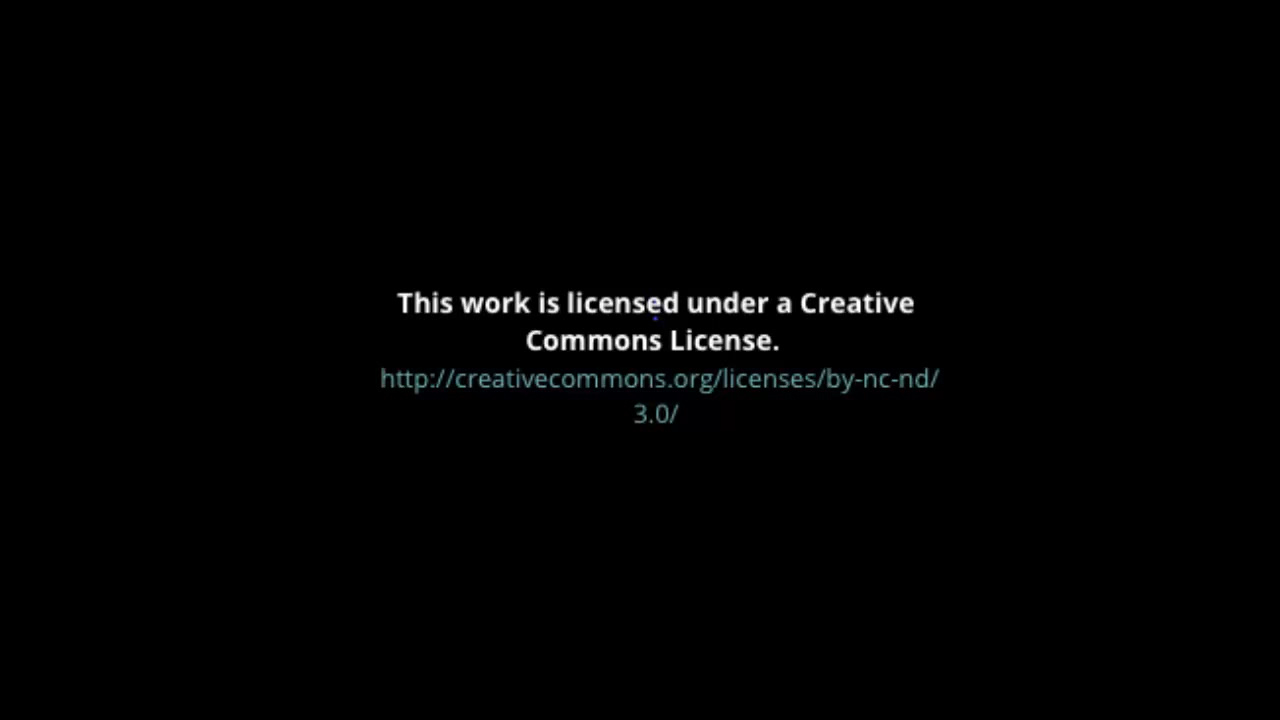 This work is licensed under a Creative
Commons License.
http://creativecommons.org/licenses/by-nc-nd/
3.0/